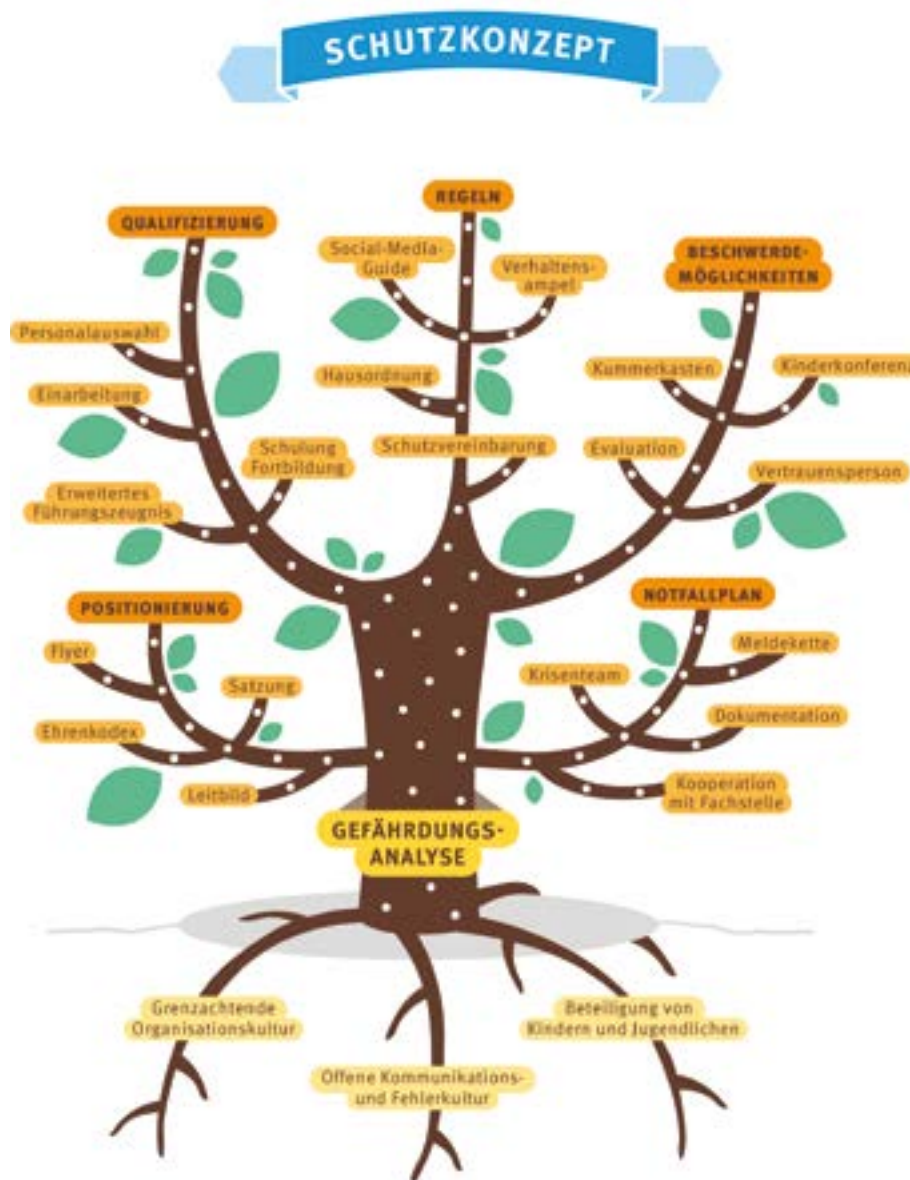 SCHUTZKONZEPT
REGELN
QUALIFIZIERUNG
Social-Media-
Guide
Verhaltens-
ampel
BESCHWERDE-
MÖGLICHKEITEN
Personalauswahl
Hausordnung
Kummerkasten
Kinderkonferenz
Einarbeitung
Schulung
Fortbildung
Schutzvereinbarung
Evaluation
Vertrauensperson
Erweitertes
Führungszeugnis
POSITIONIERUNG
NOTFALLPLAN
Flyer
Satzung
Krisenteam
Meldekette
Ehrenkodex
Dokumentation
Leitbild
Kooperation
mit Fachstelle
GEFÄHRDUNGS-
ANALYSE
Grenzachtende
Organisationskultur
Beteiligung von
Kindern und Jugendlichen
Offene Kommunikations-
und Fehlerkultur